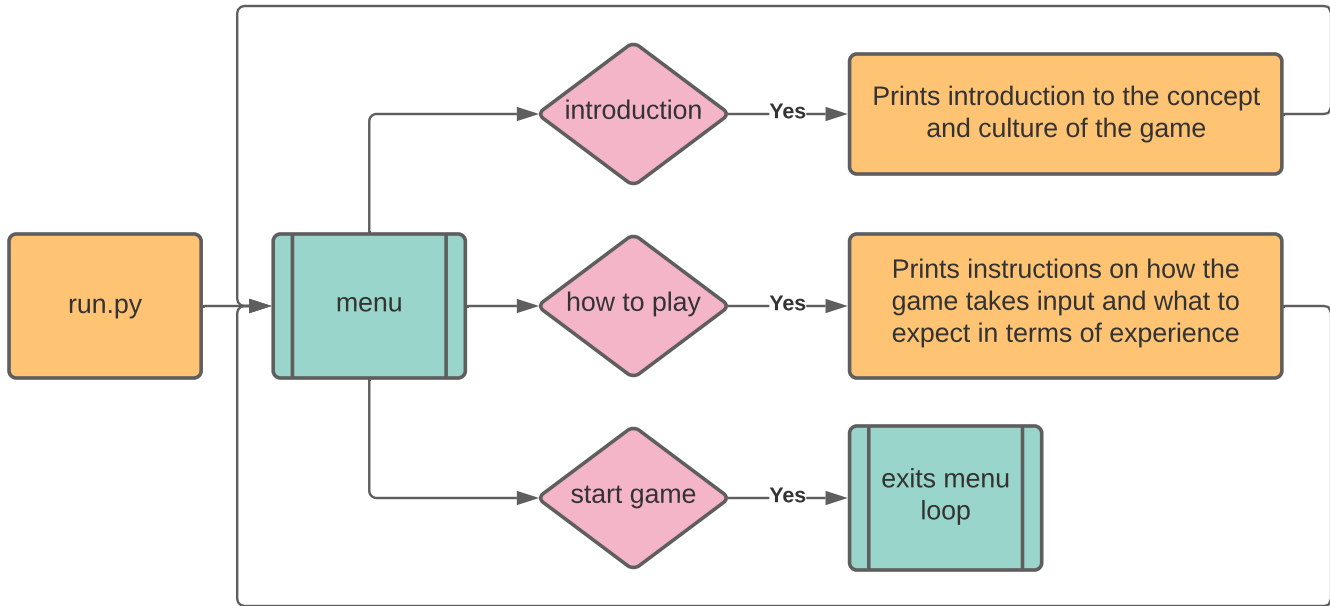 introduction
Yes
Prints introduction to the concept
and culture of the game
run.py
menu
how to play
Yes
Prints instructions on how the
game takes input and what to
expect in terms of experience
start game
Yes
exits menu
loop